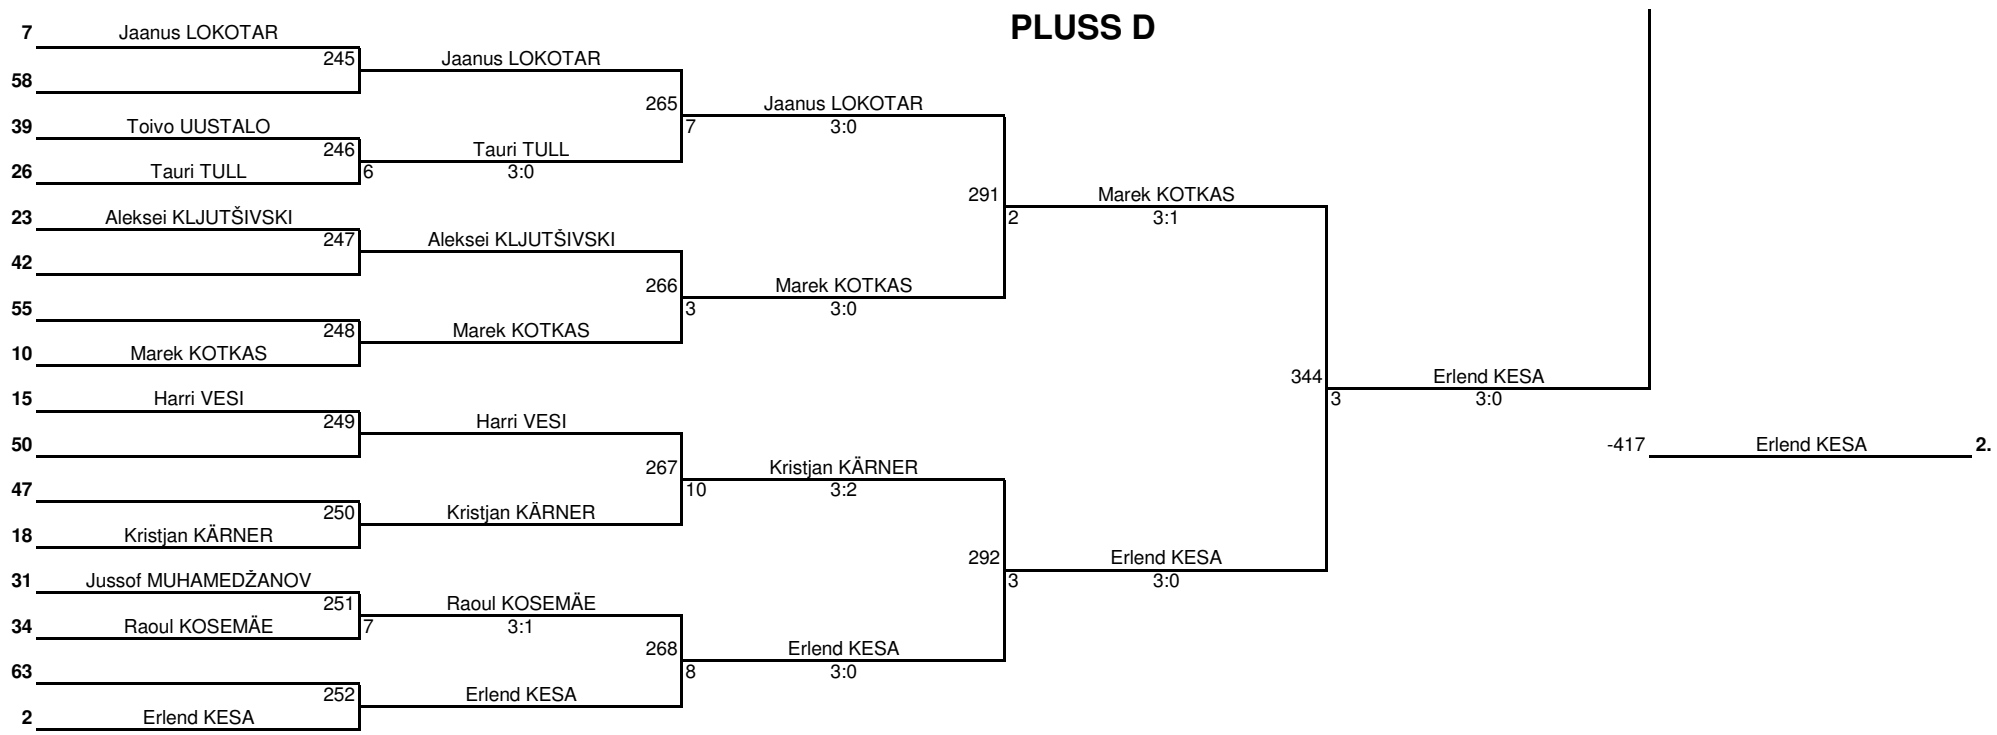 PLUSS D
7 Jaanus LOKOTAR
245 Jaanus LOKOTAR
58
265 Jaanus LOKOTAR
39 Toivo UUSTALO
7 3:0
246 Tauri TULL
26 Tauri TULL
6 3:0
291 Marek KOTKAS
23 Aleksei KLJUTŠIVSKI
2 3:1
247 Aleksei KLJUTŠIVSKI
42
266 Marek KOTKAS
55
3 3:0
248 Marek KOTKAS
10 Marek KOTKAS
344 Erlend KESA
15 Harri VESI
3 3:0
249 Harri VESI
50
-417 Erlend KESA 2.
267 Kristjan KÄRNER
47
10 3:2
250 Kristjan KÄRNER
18 Kristjan KÄRNER
292 Erlend KESA
31 Jussof MUHAMEDŽANOV
3 3:0
251 Raoul KOSEMÄE
34 Raoul KOSEMÄE
7 3:1
268 Erlend KESA
63
8 3:0
252 Erlend KESA
2 Erlend KESA